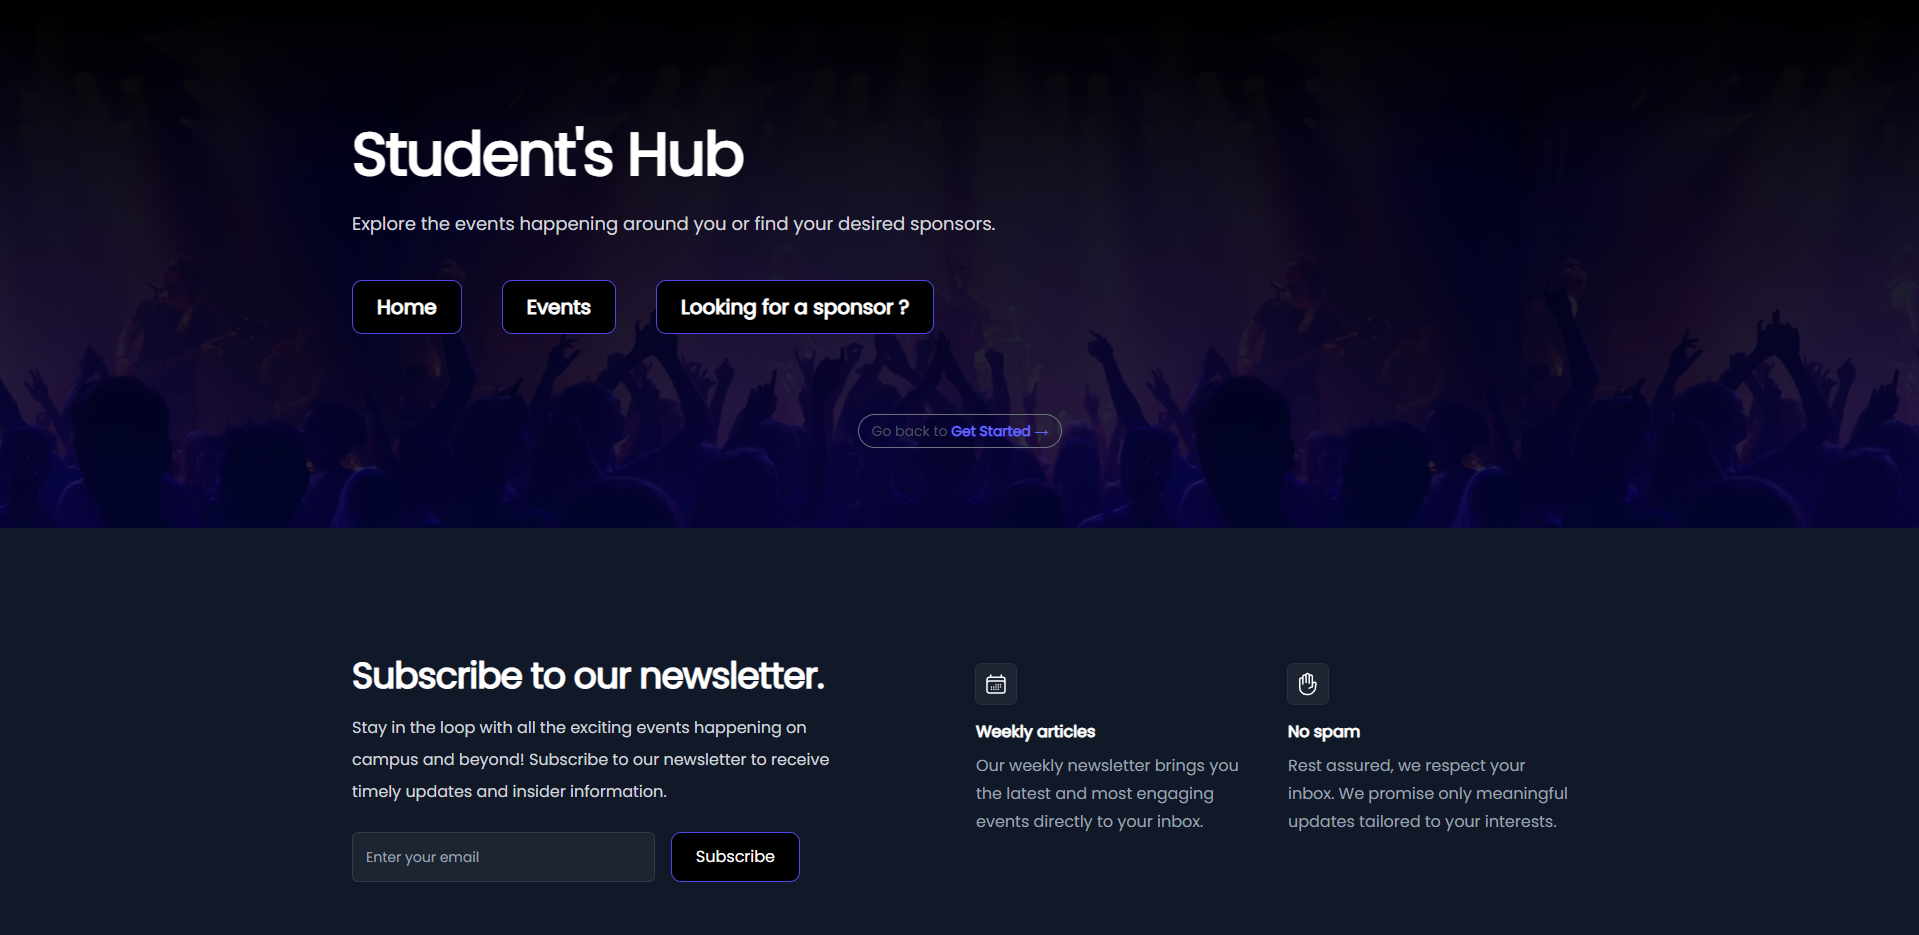 Student's Hub
Explore the events happening around you or find your desired sponsors.
Home
Events
Looking for a sponsor ?
Go back to Get Started →
Subscribe to our newsletter.
Stay in the loop with all the exciting events happening on
campus and beyond! Subscribe to our newsletter to receive
timely updates and insider information.
Enter your email
Subscribe
Weekly articles
Our weekly newsletter brings you
the latest and most engaging
events directly to your inbox.
No spam
Rest assured, we respect your
inbox. We promise only meaningful
updates tailored to your interests.